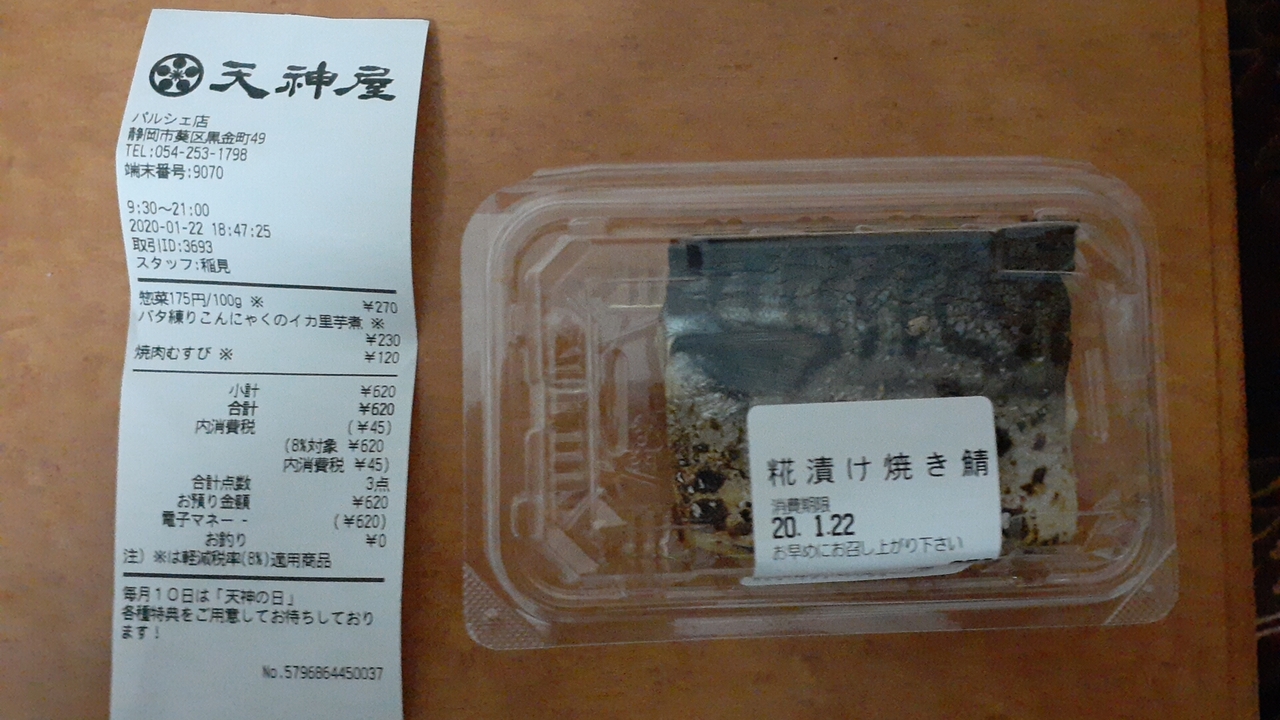 天神屋
パルシェ店
静岡市葵区黒金町49
TEL:054-253-1798
端末番号:9070
9:30～21:00
2020-01-22 18:47:25
取引ID:3693
スタッフ:稲見
惣菜175円/100g ※ ¥270
バタ練りこんにゃくのイカ里芋煮 ※
¥230
焼肉むすび ※ ¥120
小計 ¥620
合計 ¥620
内消費税 (¥45)
(8%対象 ¥620
内消費税 ¥45)
合計点数 3点
お預り金額 ¥620
電子マネー - (¥620)
お釣り ¥0
注) ※は軽減税率(8%)適用商品
毎月１０日は「天神の日」
各種特典をご用意してお待ちしており
ます！
No.5796864450037
糀漬け焼き鯖
消費期限
20. 1.22
お早めにお召し上がり下さい